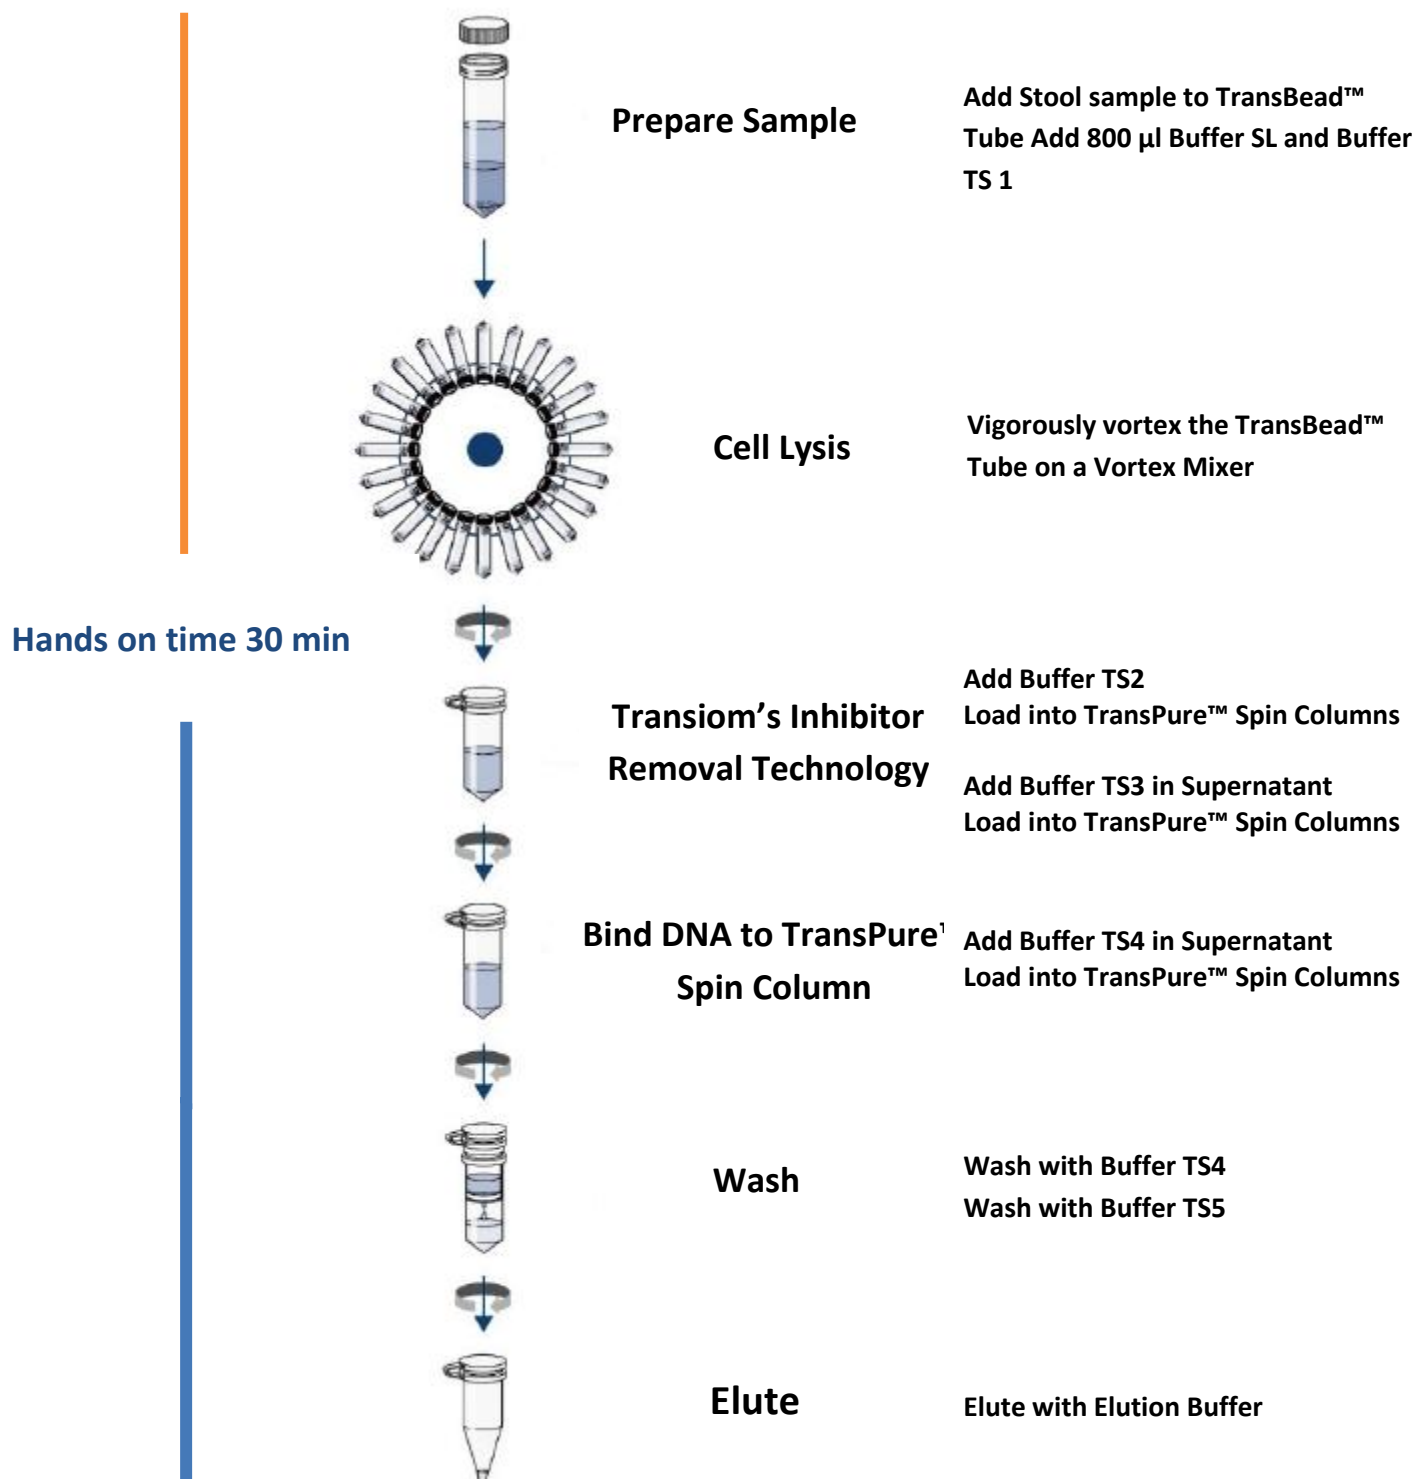 Prepare Sample
Add Stool sample to TransBead™
Tube Add 800 µl Buffer SL and Buffer
TS 1
Cell Lysis
Vigorously vortex the TransBead™
Tube on a Vortex Mixer
Hands on time 30 min
Transiom’s Inhibitor
Removal Technology
Add Buffer TS2
Load into TransPure™ Spin Columns
Add Buffer TS3 in Supernatant
Load into TransPure™ Spin Columns
Bind DNA to TransPure™
Spin Column
Add Buffer TS4 in Supernatant
Load into TransPure™ Spin Columns
Wash
Wash with Buffer TS4
Wash with Buffer TS5
Elute
Elute with Elution Buffer